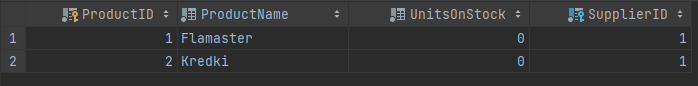 ProductID ProductName UnitsOnStock SupplierID
1 1 Flamaster 0 1
2 2 Kredki 0 1